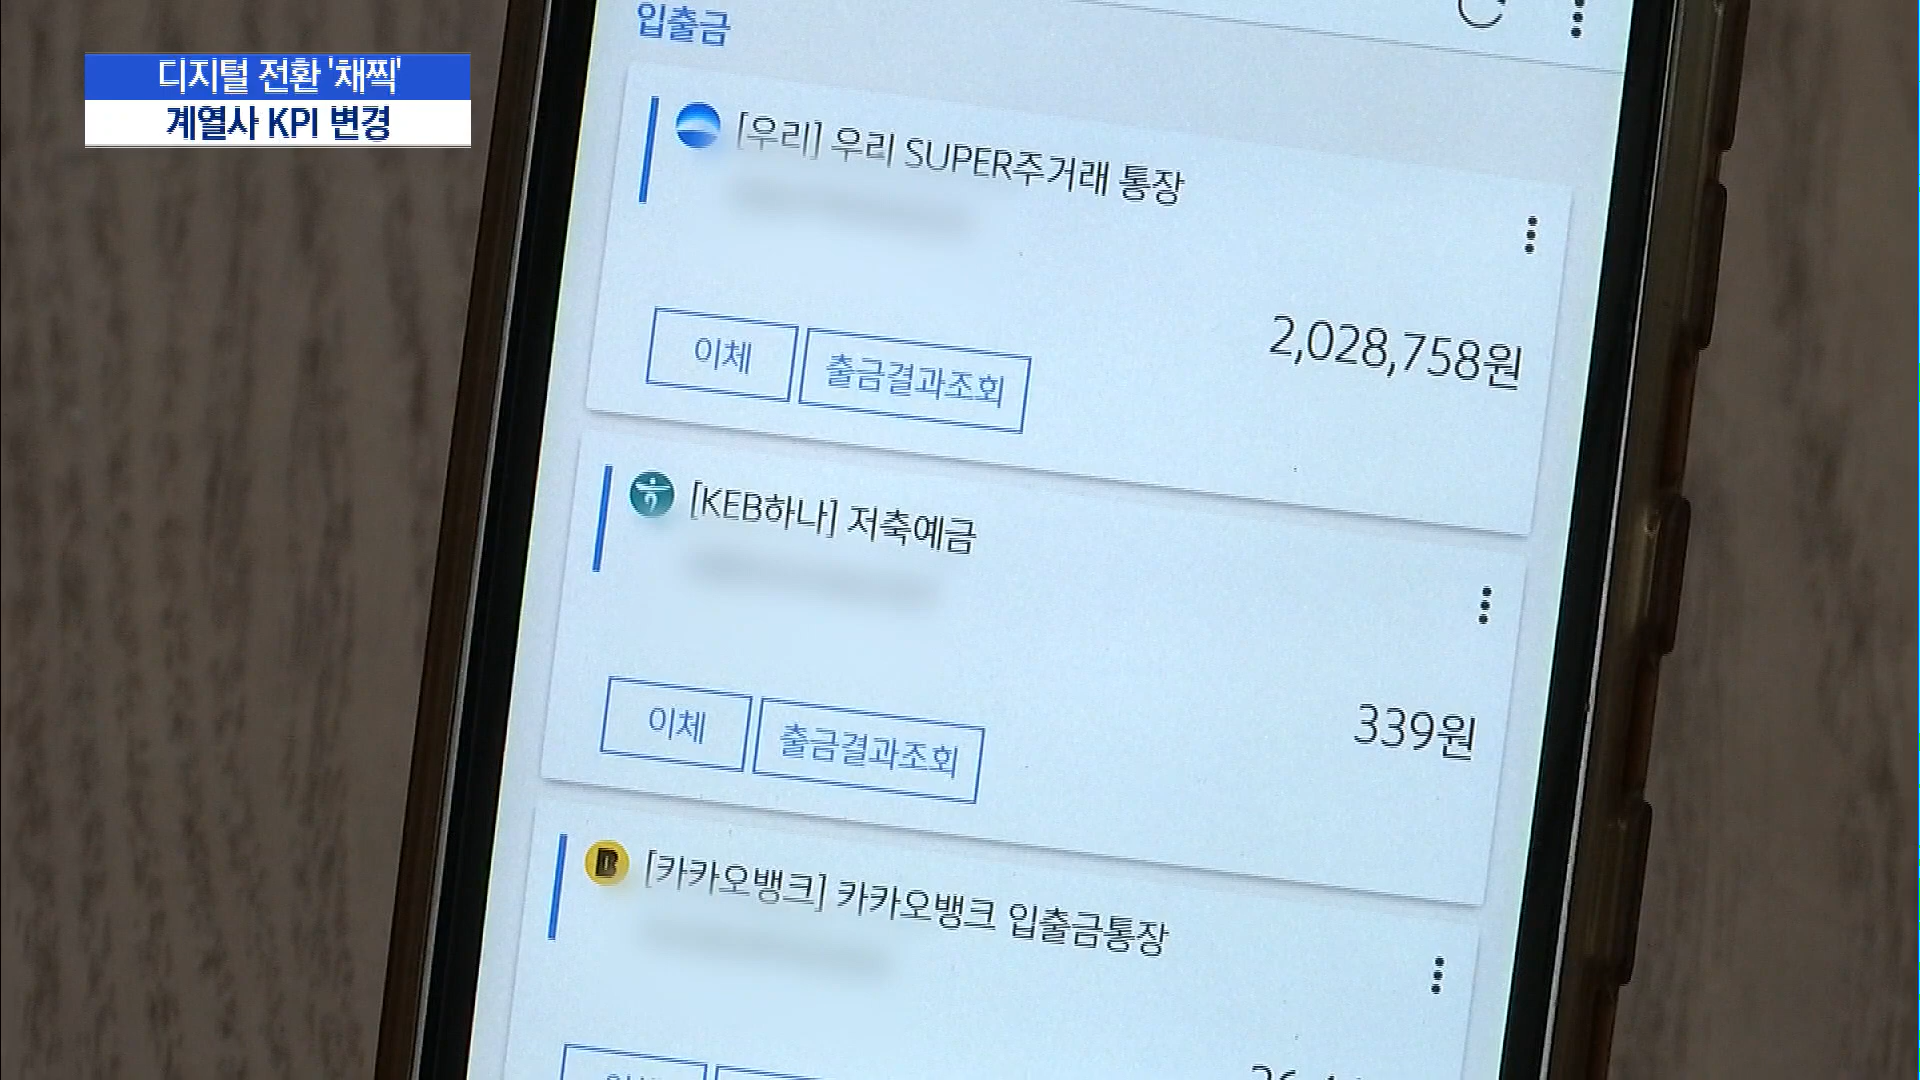 디지털 전환 '채찍'
계열사 KPI 변경
입출금
[우리] 우리 SUPER주거래 통장
2,028,758원
이체
출금결과조회
[KEB하나] 저축예금
339원
이체
출금결과조회
B
[카카오뱅크] 카카오뱅크 입출금통장